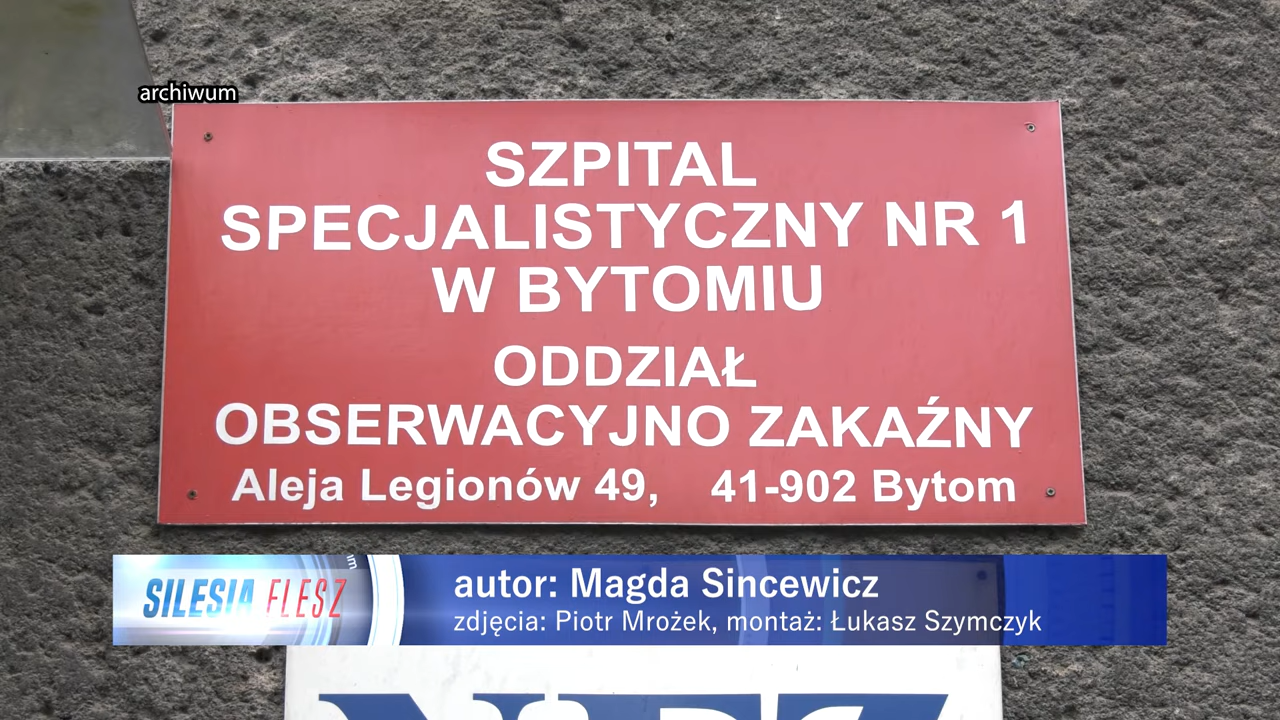 archiwum
SZPITAL
SPECJALISTYCZNY NR 1
W BYTOMIU
ODDZIAŁ
OBSERWACYJNO ZAKAŹNY
Aleja Legionów 49, 41-902 Bytom
SILESIA FLESZ
autor: Magda Sincewicz
zdjęcia: Piotr Mrożek, montaż: Łukasz Szymczyk
NFZ